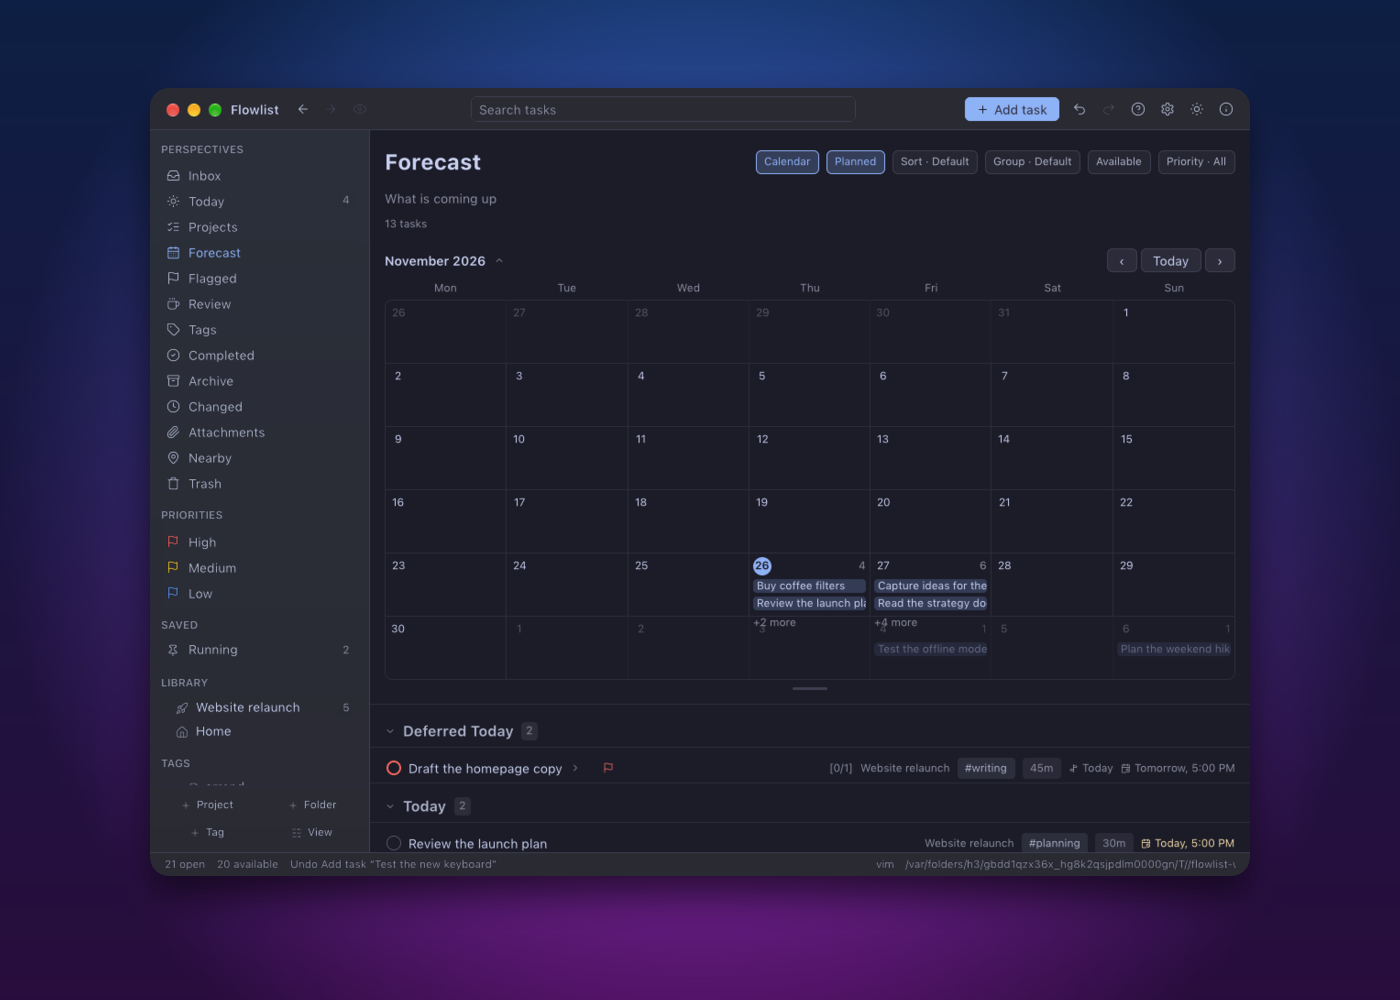 Flowlist
Search tasks
+ Add task
PERSPECTIVES
Inbox
Today 4
Projects
Forecast
Flagged
Review
Tags
Completed
Archive
Changed
Attachments
Nearby
Trash
PRIORITIES
High
Medium
Low
SAVED
Running 2
LIBRARY
Website relaunch 5
Home
TAGS
+ Project + Folder
+ Tag View
Forecast
Calendar Planned Sort · Default Group · Default Available Priority · All
What is coming up
13 tasks
November 2026
‹ Today ›
Mon Tue Wed Thu Fri Sat Sun
26 27 28 29 30 31 1
2 3 4 5 6 7 8
9 10 11 12 13 14 15
16 17 18 19 20 21 22
23 24 25 26 4 27 6 28 29
Buy coffee filters Capture ideas for the
Review the launch pla Read the strategy do
+2 more +4 more
30 1 2 3 4 1 5 6 1
Test the offline mode Plan the weekend hik
Deferred Today 2
Draft the homepage copy › [0/1] Website relaunch #writing 45m Today Tomorrow, 5:00 PM
Today 2
Review the launch plan Website relaunch #planning 30m Today, 5:00 PM
21 open 20 available Undo Add task "Test the new keyboard" vim /var/folders/h3/gbdd1qzx36x_hg8k2qsjpdlm0000gn/T//flowlist-